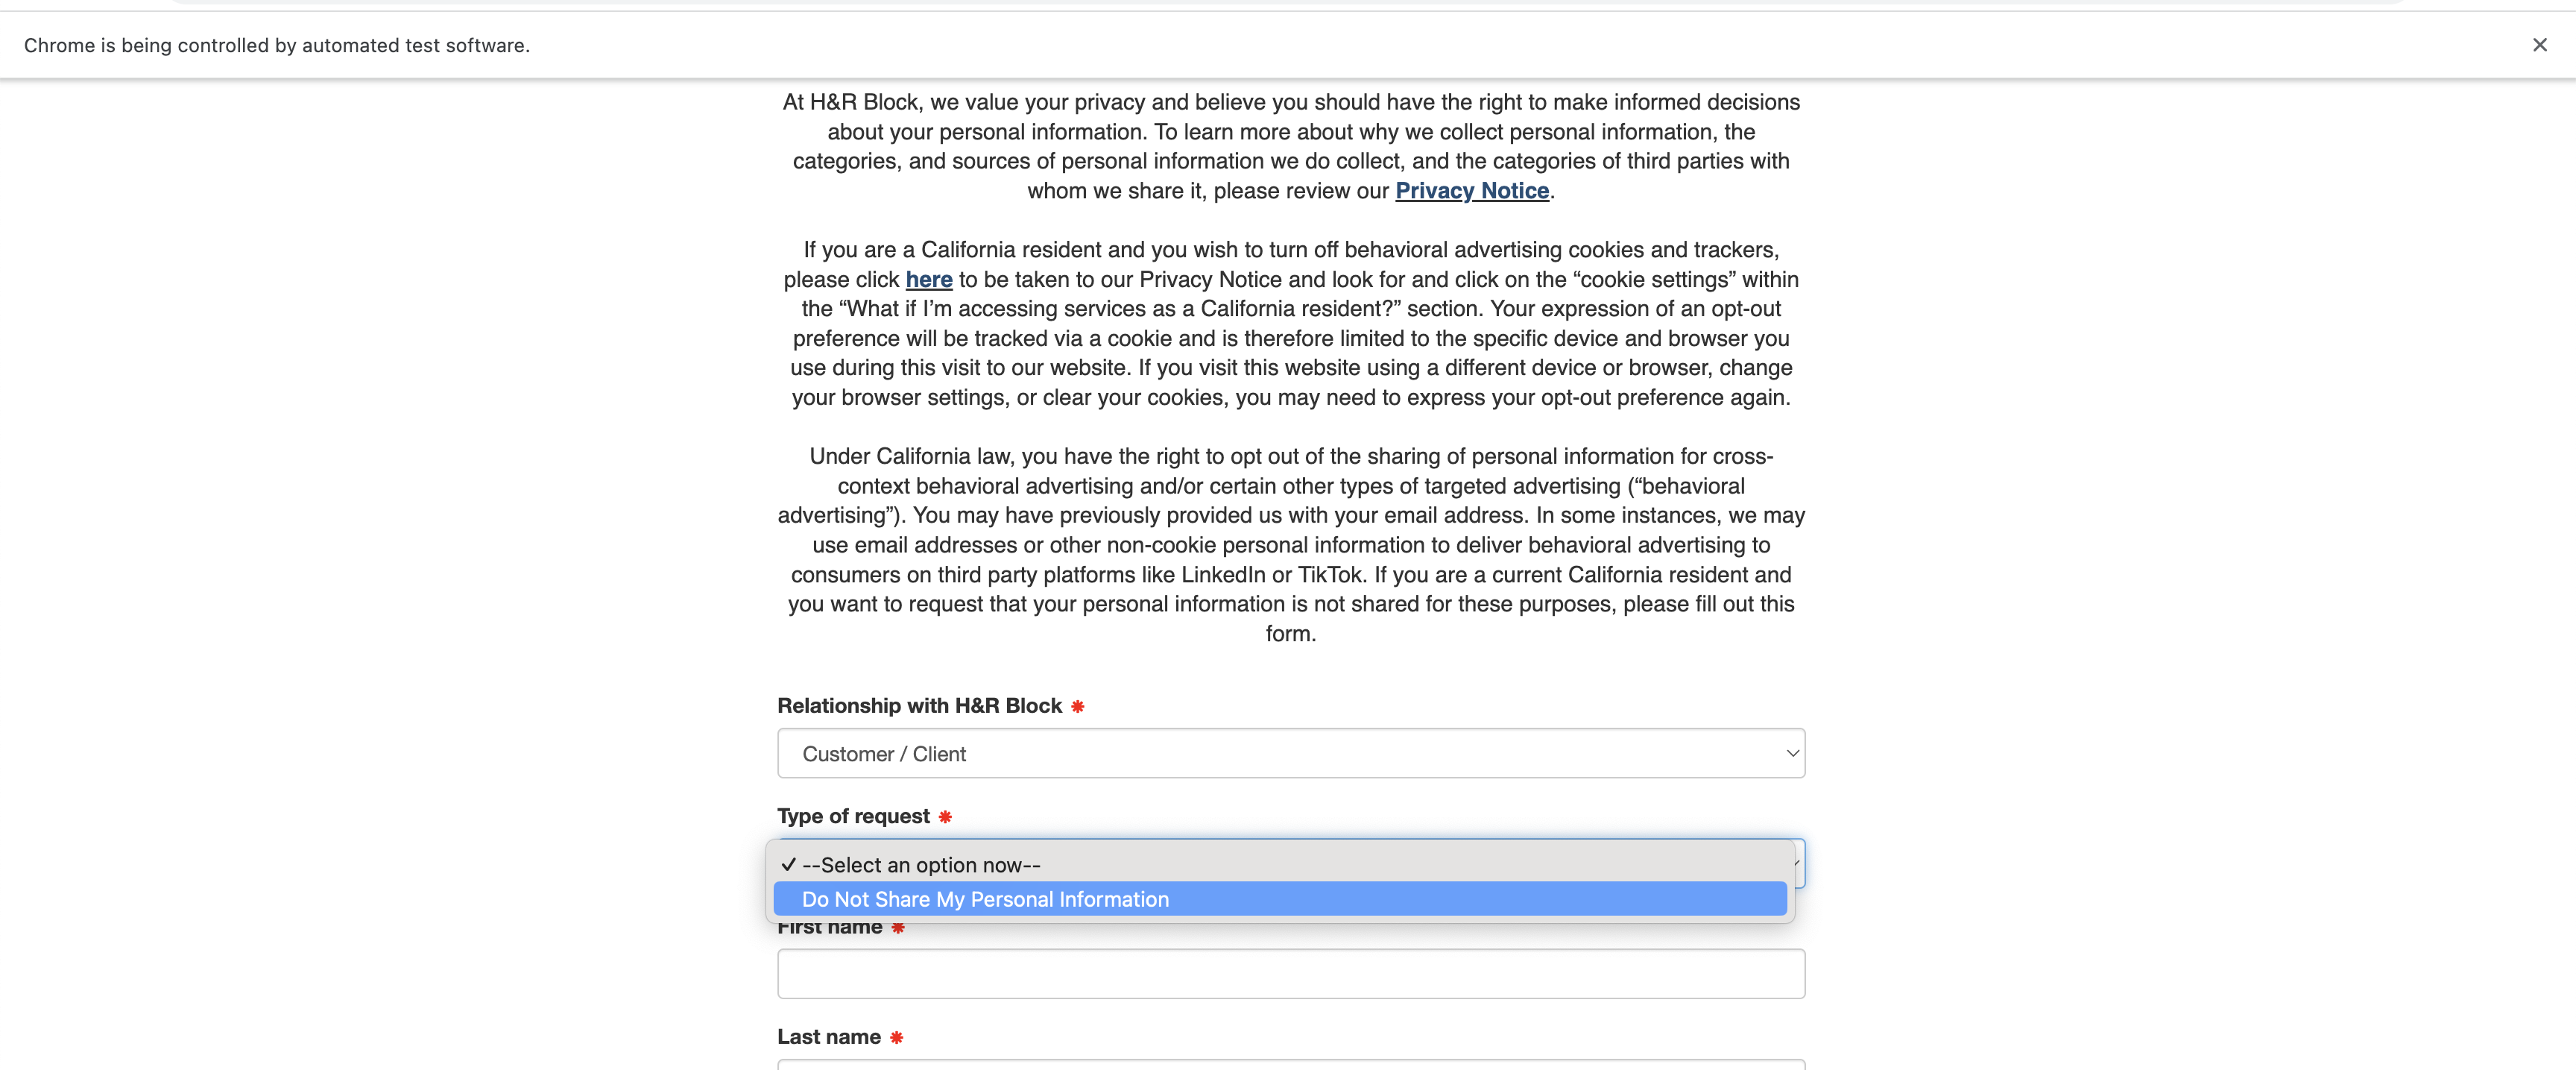 Chrome is being controlled by automated test software.
At H&R Block, we value your privacy and believe you should have the right to make informed decisions
about your personal information. To learn more about why we collect personal information, the
categories, and sources of personal information we do collect, and the categories of third parties with
whom we share it, please review our Privacy Notice.
If you are a California resident and you wish to turn off behavioral advertising cookies and trackers,
please click here to be taken to our Privacy Notice and look for and click on the “cookie settings” within
the “What if I’m accessing services as a California resident?” section. Your expression of an opt-out
preference will be tracked via a cookie and is therefore limited to the specific device and browser you
use during this visit to our website. If you visit this website using a different device or browser, change
your browser settings, or clear your cookies, you may need to express your opt-out preference again.
Under California law, you have the right to opt out of the sharing of personal information for cross-
context behavioral advertising and/or certain other types of targeted advertising (“behavioral
advertising”). You may have previously provided us with your email address. In some instances, we may
use email addresses or other non-cookie personal information to deliver behavioral advertising to
consumers on third party platforms like LinkedIn or TikTok. If you are a current California resident and
you want to request that your personal information is not shared for these purposes, please fill out this
form.
Relationship with H&R Block *
Customer / Client
Type of request *
✓ --Select an option now--
Do Not Share My Personal Information
First name *
Last name *